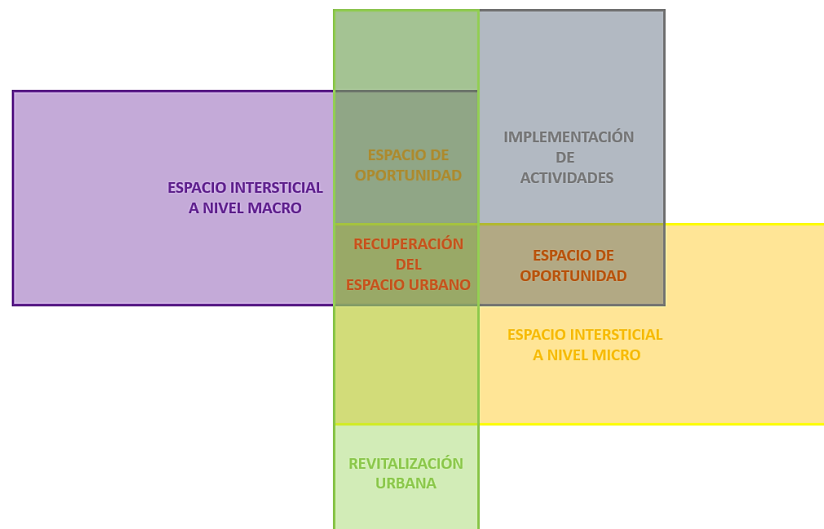 ESPACIO INTERSTICIAL
A NIVEL MACRO
ESPACIO DE
OPORTUNIDAD
IMPLEMENTACIÓN
DE
ACTIVIDADES
RECUPERACIÓN
DEL
ESPACIO URBANO
ESPACIO DE
OPORTUNIDAD
ESPACIO INTERSTICIAL
A NIVEL MICRO
REVITALIZACIÓN
URBANA